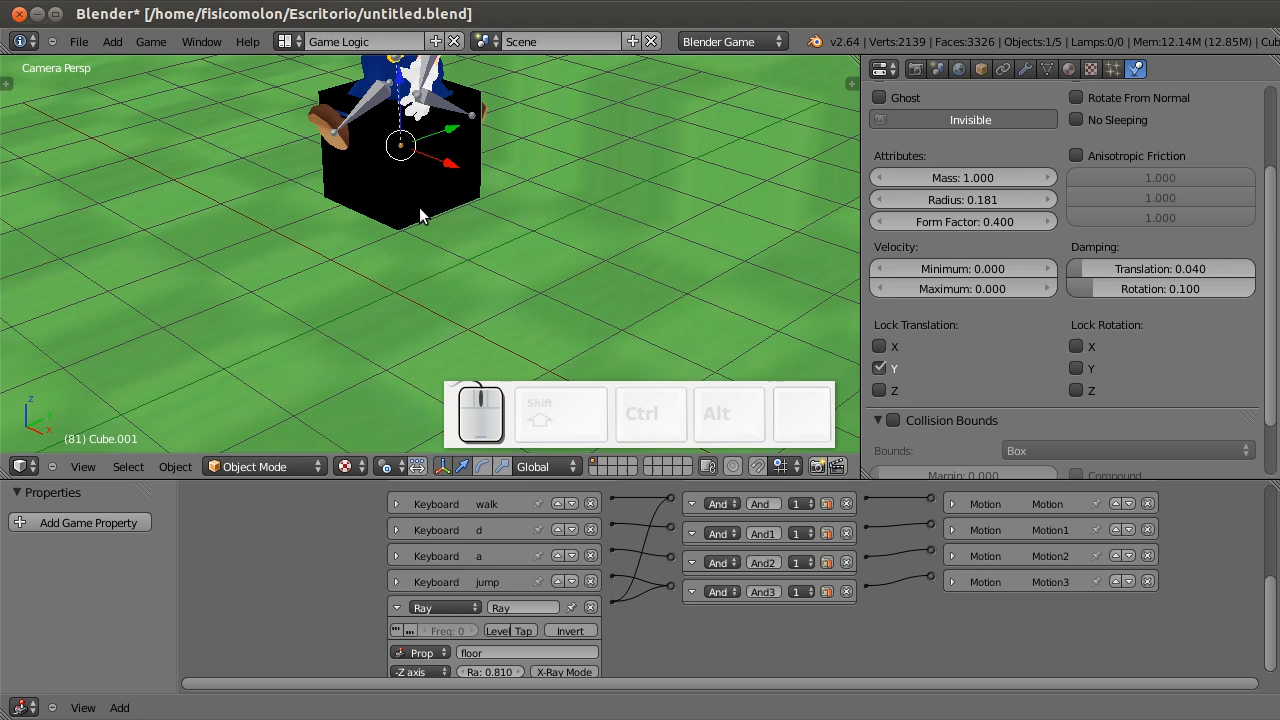 Blender* [/home/fisicomolon/Escritorio/untitled.blend]
File Add Game Window Help Game Logic Scene Blender Game v2.64 | Verts:2139 | Faces:3326 | Objects:1/5 | Lamps:0/0 | Mem:12.14M (12.85M) | Cub
Camera Persp
Ghost
Rotate From Normal
Invisible
No Sleeping
Attributes:
Anisotropic Friction
Mass: 1.000
1.000
Radius: 0.181
1.000
Form Factor: 0.400
1.000
Velocity:
Damping:
Minimum: 0.000
Translation: 0.040
Maximum: 0.000
Rotation: 0.100
Lock Translation:
Lock Rotation:
X
X
Y
Y
Z
Z
Collision Bounds
Bounds:
Box
Margin: 0.000
Compound
Shift
Ctrl
Alt
z
y
x
(81) Cube.001
View Select Object Object Mode Global
Properties
Add Game Property
Keyboard walk
And And 1
Motion Motion
Keyboard d
And And1 1
Motion Motion1
Keyboard a
And And2 1
Motion Motion2
Keyboard jump
And And3 1
Motion Motion3
Ray Ray
Freq: 0 Level Tap Invert
Prop floor
-Z axis Ra: 0.810 X-Ray Mode
View Add